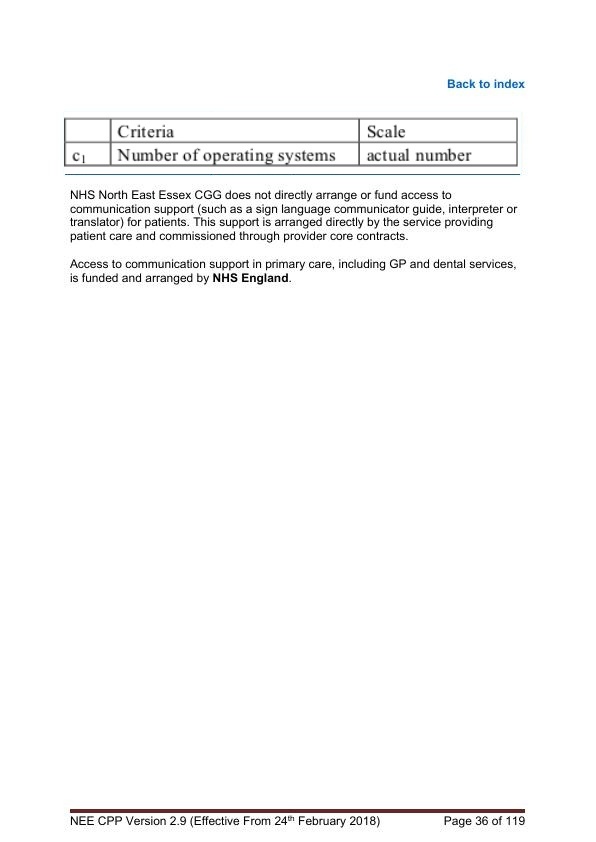 Back to index
Criteria Scale
c₁ Number of operating systems actual number
NHS North East Essex CGG does not directly arrange or fund access to
communication support (such as a sign language communicator guide, interpreter or
translator) for patients. This support is arranged directly by the service providing
patient care and commissioned through provider core contracts.
Access to communication support in primary care, including GP and dental services,
is funded and arranged by NHS England.
NEE CPP Version 2.9 (Effective From 24th February 2018) Page 36 of 119